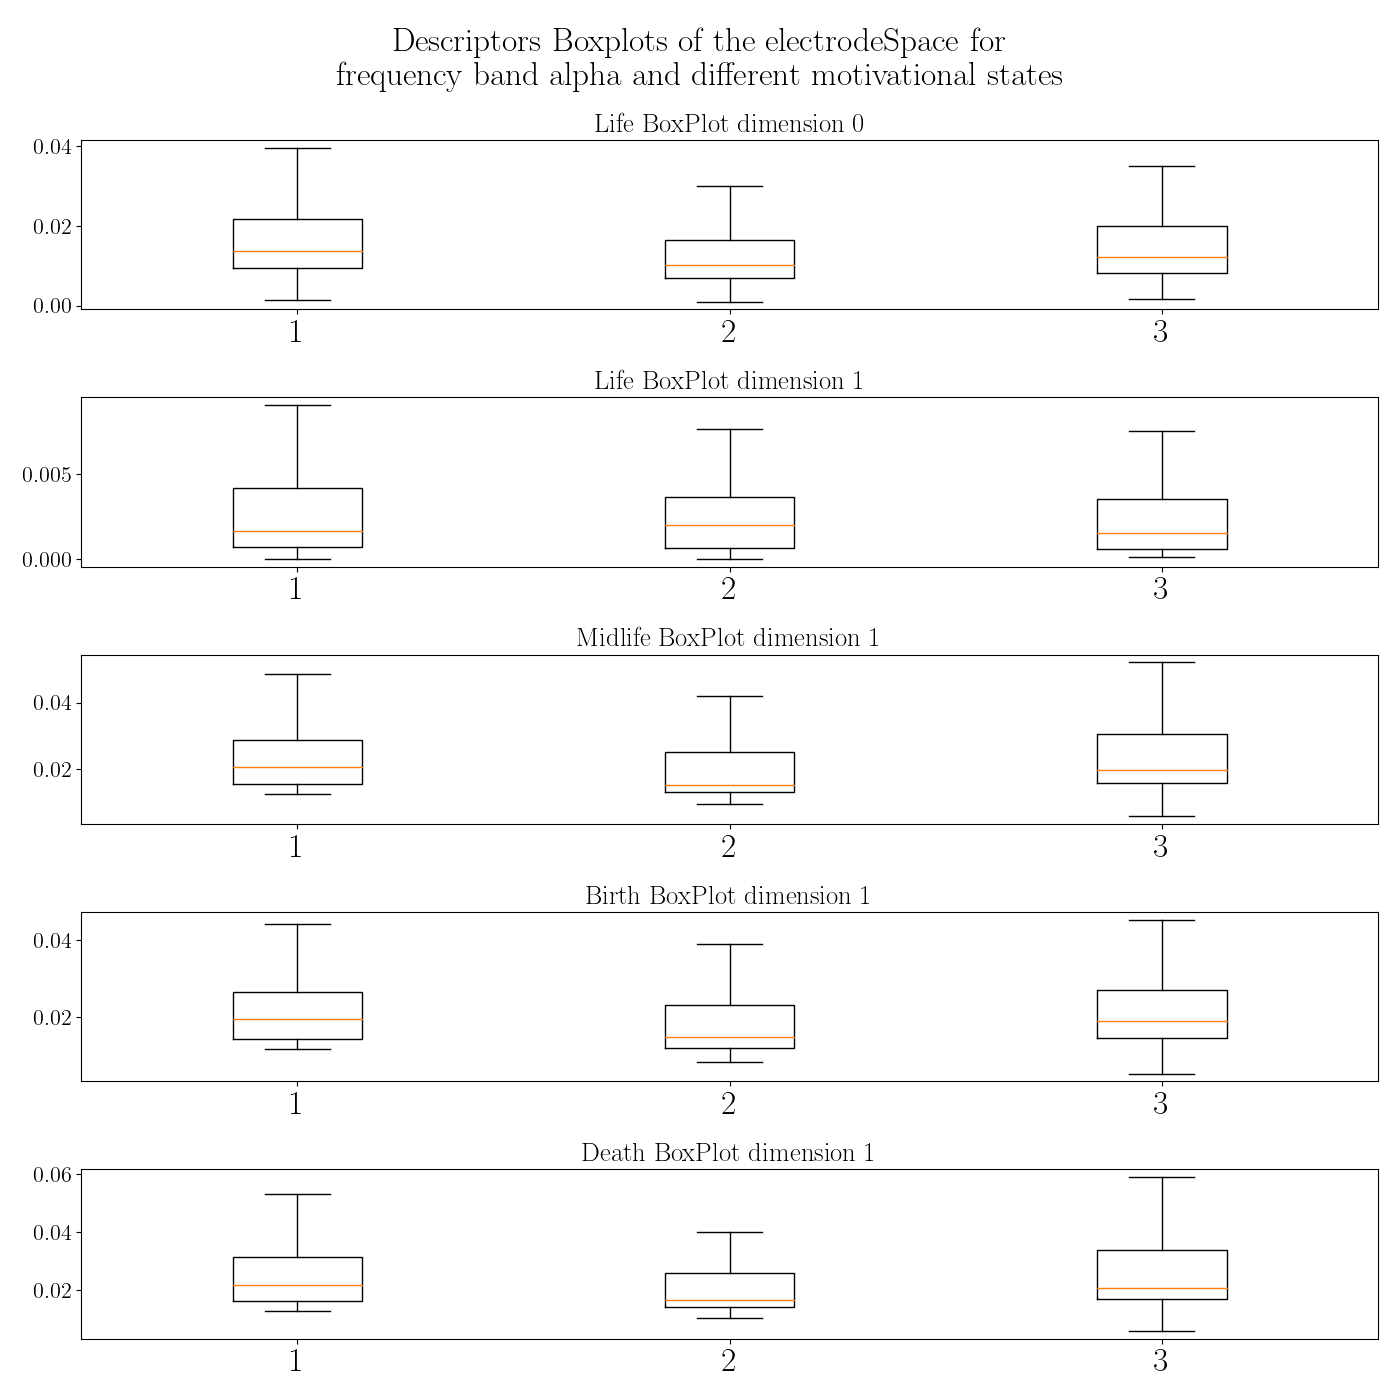 Descriptors Boxplots of the electrodeSpace for
frequency band alpha and different motivational states
Life BoxPlot dimension 0
0.04
0.02
0.00
1 2 3
Life BoxPlot dimension 1
0.005
0.000
1 2 3
Midlife BoxPlot dimension 1
0.04
0.02
1 2 3
Birth BoxPlot dimension 1
0.04
0.02
1 2 3
Death BoxPlot dimension 1
0.06
0.04
0.02
1 2 3